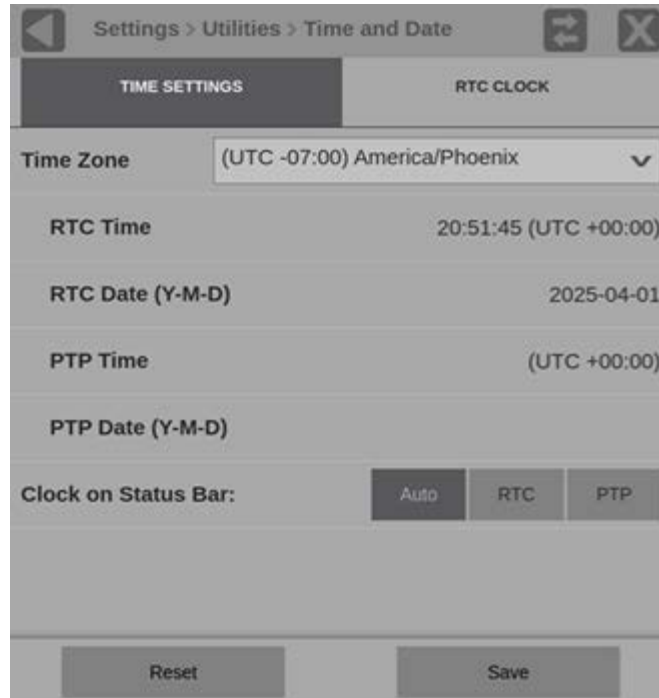 Settings > Utilities > Time and Date
TIME SETTINGS RTC CLOCK
Time Zone (UTC -07:00) America/Phoenix
RTC Time 20:51:45 (UTC +00:00)
RTC Date (Y-M-D) 2025-04-01
PTP Time (UTC +00:00)
PTP Date (Y-M-D)
Clock on Status Bar: Auto RTC PTP
Reset Save